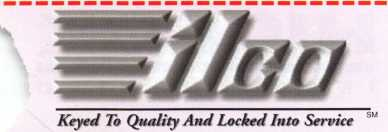 ilco
Keyed To Quality And Locked Into Service SM